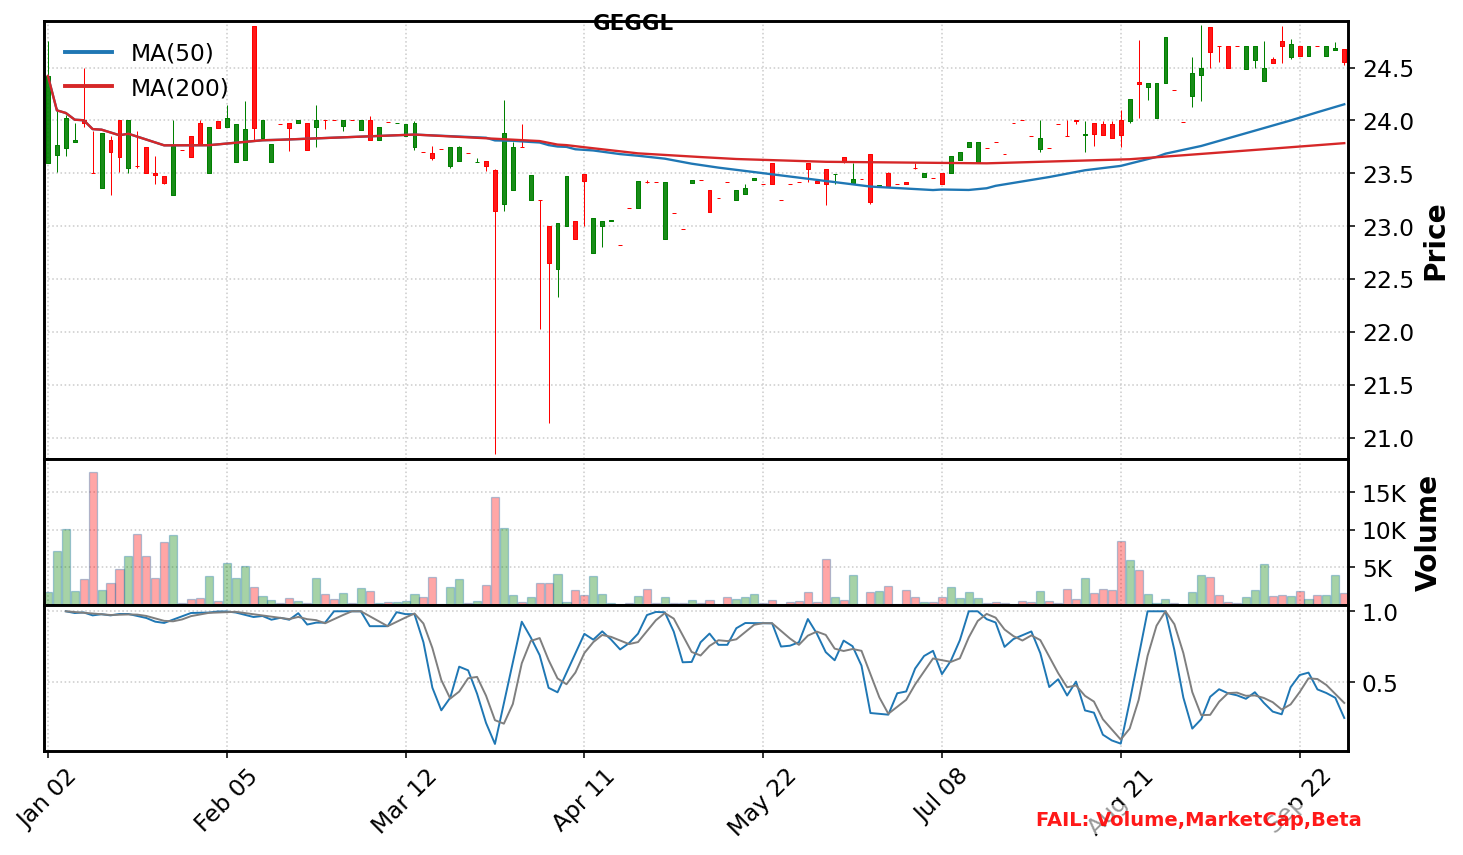 GEGGL
MA(50)
MA(200)
24.5
24.0
23.5
23.0
22.5
22.0
21.5
21.0
Price
15K
10K
5K
Volume
1.0
0.5
Jan 02
Feb 05
Mar 12
Apr 11
May 22
Jul 08
Aug 21
Sep 22
FAIL: Volume,MarketCap,Beta